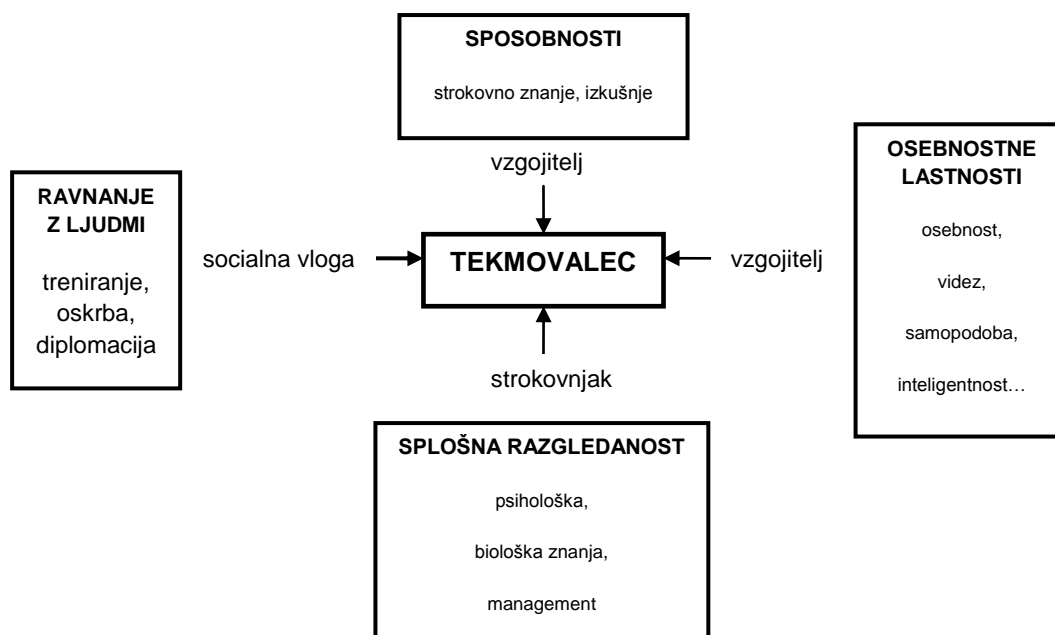 SPOSOBNOSTI
strokovno znanje, izkušnje
vzgojitelj
RAVNANJE
Z LJUDMI
treniranje,
oskrba,
diplomacija
socialna vloga
TEKMOVALEC
vzgojitelj
OSEBNOSTNE
LASTNOSTI
osebnost,
videz,
samopodoba,
inteligentnost…
strokovnjak
SPLOŠNA RAZGLEDANOST
psihološka,
biološka znanja,
management